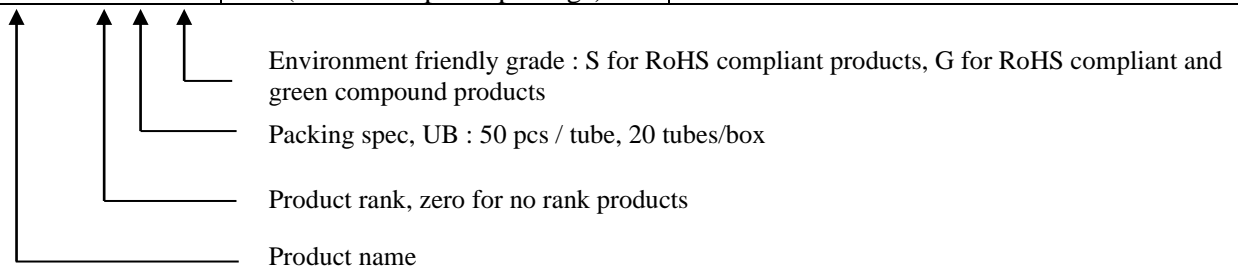 Environment friendly grade : S for RoHS compliant products, G for RoHS compliant and
green compound products
Packing spec, UB : 50 pcs / tube, 20 tubes/box
Product rank, zero for no rank products
Product name